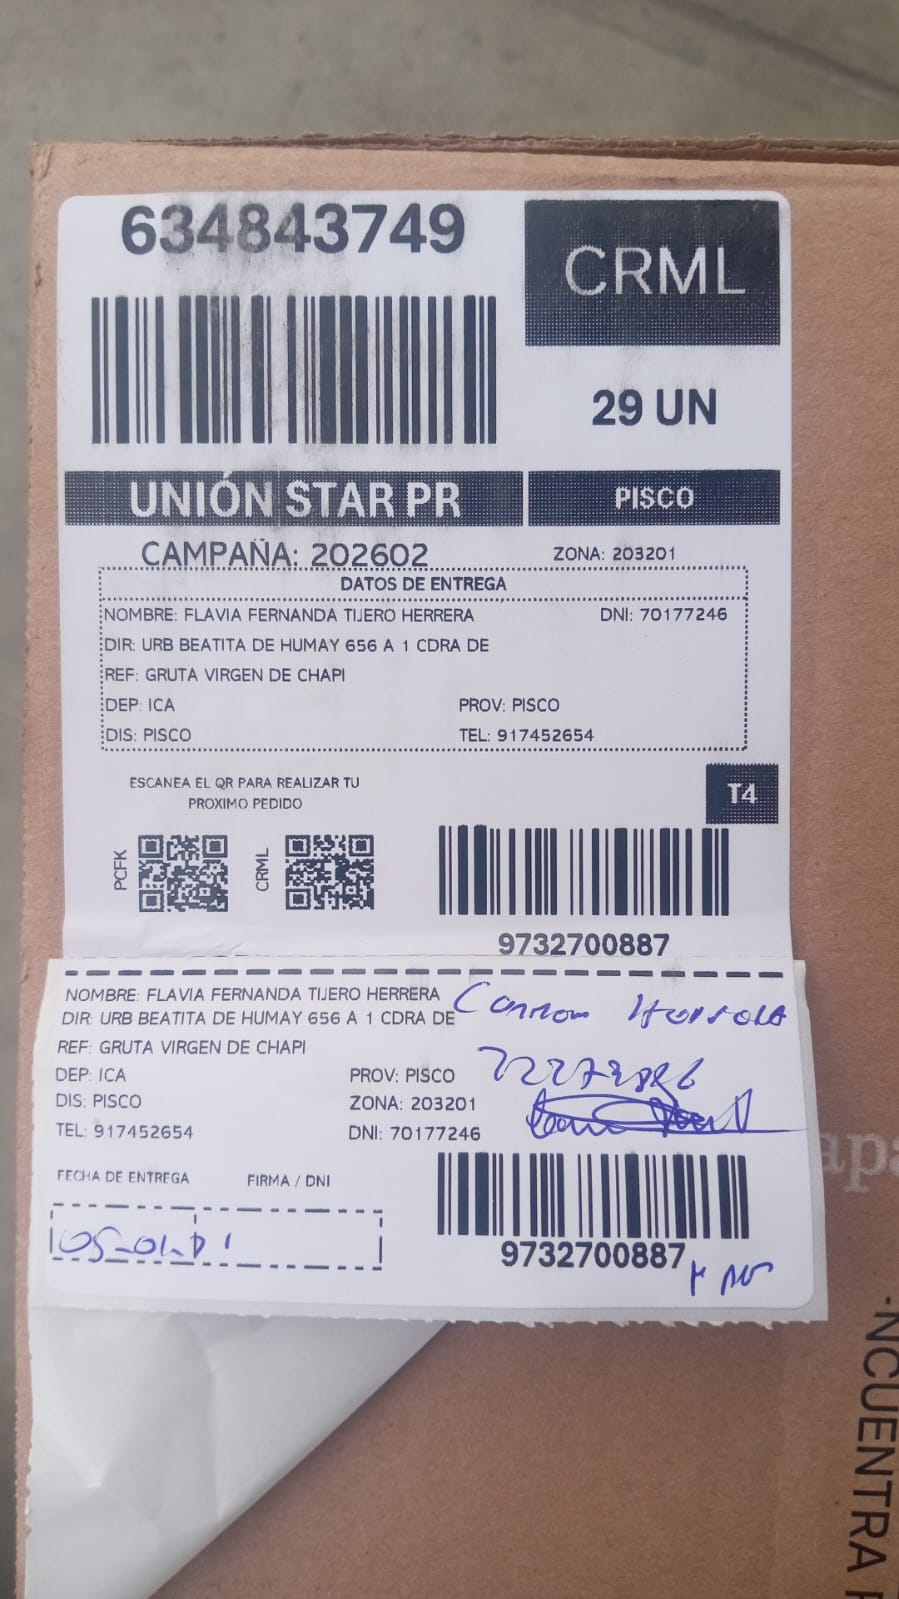 634843749
CRML
29 UN
UNIÓN STAR PR
PISCO
CAMPAÑA: 202602
ZONA: 203201
DATOS DE ENTREGA
NOMBRE: FLAVIA FERNANDA TIJERO HERRERA DNI: 70177246
DIR: URB BEATITA DE HUMAY 656 A 1 CDRA DE
REF: GRUTA VIRGEN DE CHAPI
DEP: ICA PROV: PISCO
DIS: PISCO TEL: 917452654
ESCANEA EL QR PARA REALIZAR TU
PROXIMO PEDIDO
T4
PCFK
CRML
9732700887
NOMBRE: FLAVIA FERNANDA TIJERO HERRERA
DIR: URB BEATITA DE HUMAY 656 A 1 CDRA DE
REF: GRUTA VIRGEN DE CHAPI
DEP: ICA PROV: PISCO
DIS: PISCO ZONA: 203201
TEL: 917452654 DNI: 70177246
FECHA DE ENTREGA FIRMA / DNI
9732700887
NCUENTRA